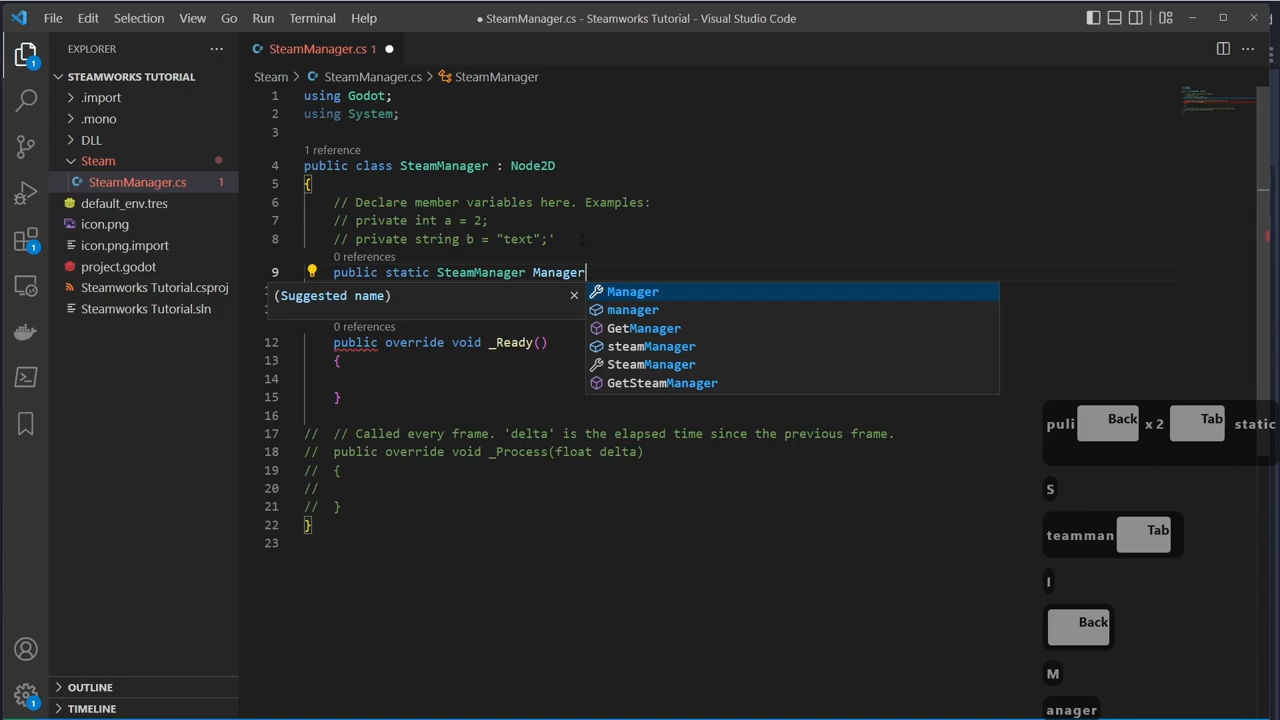 File Edit Selection View Go Run Terminal Help
● SteamManager.cs - Steamworks Tutorial - Visual Studio Code
EXPLORER
STEAMWORKS TUTORIAL
.import
.mono
DLL
Steam
SteamManager.cs 1
default_env.tres
icon.png
icon.png.import
project.godot
Steamworks Tutorial.csproj
Steamworks Tutorial.sln
OUTLINE
TIMELINE
1
1
1
SteamManager.cs 1 ●
Steam > SteamManager.cs > SteamManager
1 using Godot;
2 using System;
3
1 reference
4 public class SteamManager : Node2D
5 {
6 // Declare member variables here. Examples:
7 // private int a = 2;
8 // private string b = "text";'
0 references
9 public static SteamManager Manager
(Suggested name)
Manager
manager
GetManager
steamManager
SteamManager
GetSteamManager
0 references
12 public override void _Ready()
13 {
14
15 }
16
17 // // Called every frame. 'delta' is the elapsed time since the previous frame.
18 // public override void _Process(float delta)
19 // {
20 //
21 // }
22 }
23
puli Back x 2 Tab static
S
teamman Tab
I
Back
M
anager